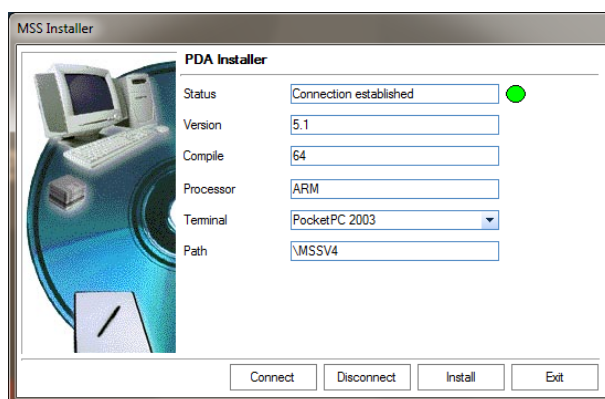 MSS Installer
PDA Installer
Status Connection established
Version 5.1
Compile 64
Processor ARM
Terminal PocketPC 2003
Path \MSSV4
Connect Disconnect Install Exit